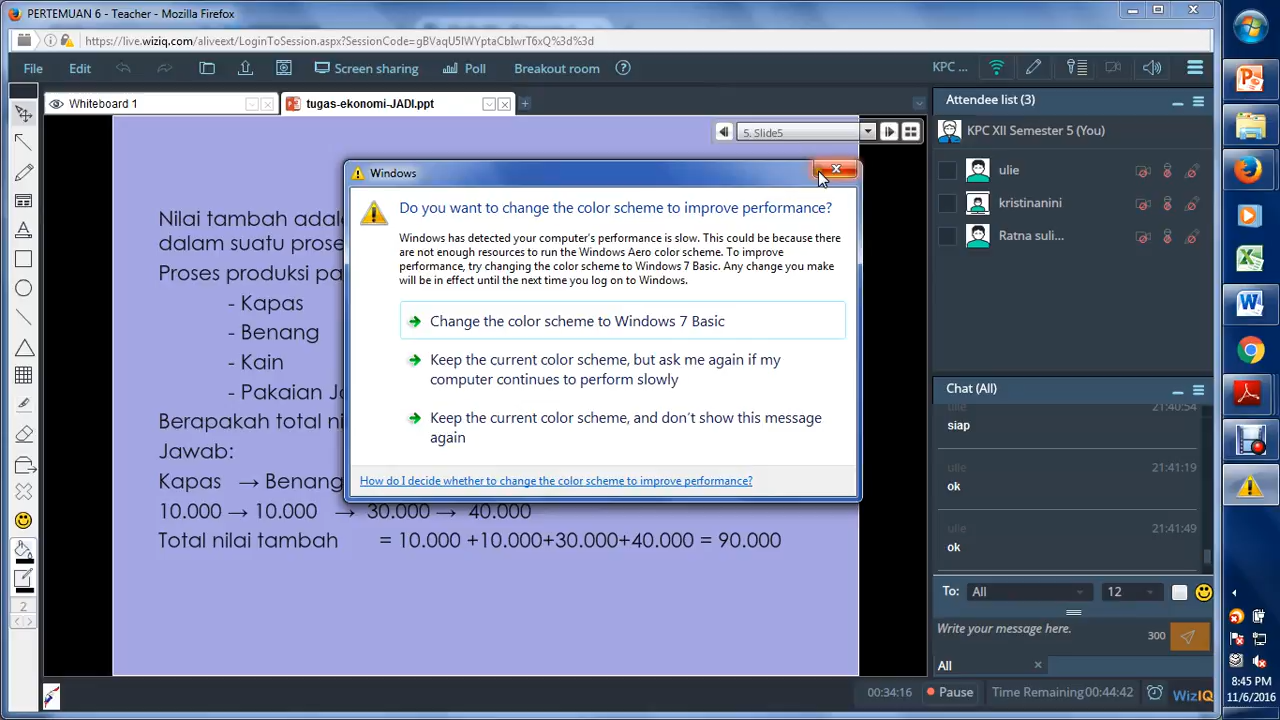 PERTEMUAN 6 - Teacher - Mozilla Firefox
https://live.wiziq.com/aliveext/LoginToSession.aspx?SessionCode=gBVaqU5lWYptaCbIwrT6xQ%3d%3d
File Edit Screen sharing Poll Breakout room KPC ...
Whiteboard 1
tugas-ekonomi-JADI.ppt
5. Slide5
Nilai tambah adal
dalam suatu prose
Proses produksi pa
- Kapas
- Benang
- Kain
- Pakaian Ja
Berapakah total ni
Jawab:
Kapas → Benang
10.000 → 10.000 → 30.000 → 40.000
Total nilai tambah = 10.000 +10.000+30.000+40.000 = 90.000
Windows
Do you want to change the color scheme to improve performance?
Windows has detected your computer's performance is slow. This could be because there
are not enough resources to run the Windows Aero color scheme. To improve
performance, try changing the color scheme to Windows 7 Basic. Any change you make
will be in effect until the next time you log on to Windows.
Change the color scheme to Windows 7 Basic
Keep the current color scheme, but ask me again if my
computer continues to perform slowly
Keep the current color scheme, and don't show this message
again
How do I decide whether to change the color scheme to improve performance?
2
Attendee list (3)
KPC XII Semester 5 (You)
ulie
kristinanini
Ratna suli...
Chat (All)
ulie 21:40:54
siap
ulie 21:41:19
ok
ulie 21:41:49
ok
To: All 12
Write your message here. 300
All
00:34:16 Pause Time Remaining00:44:42 WizIQ
8:45 PM
11/6/2016